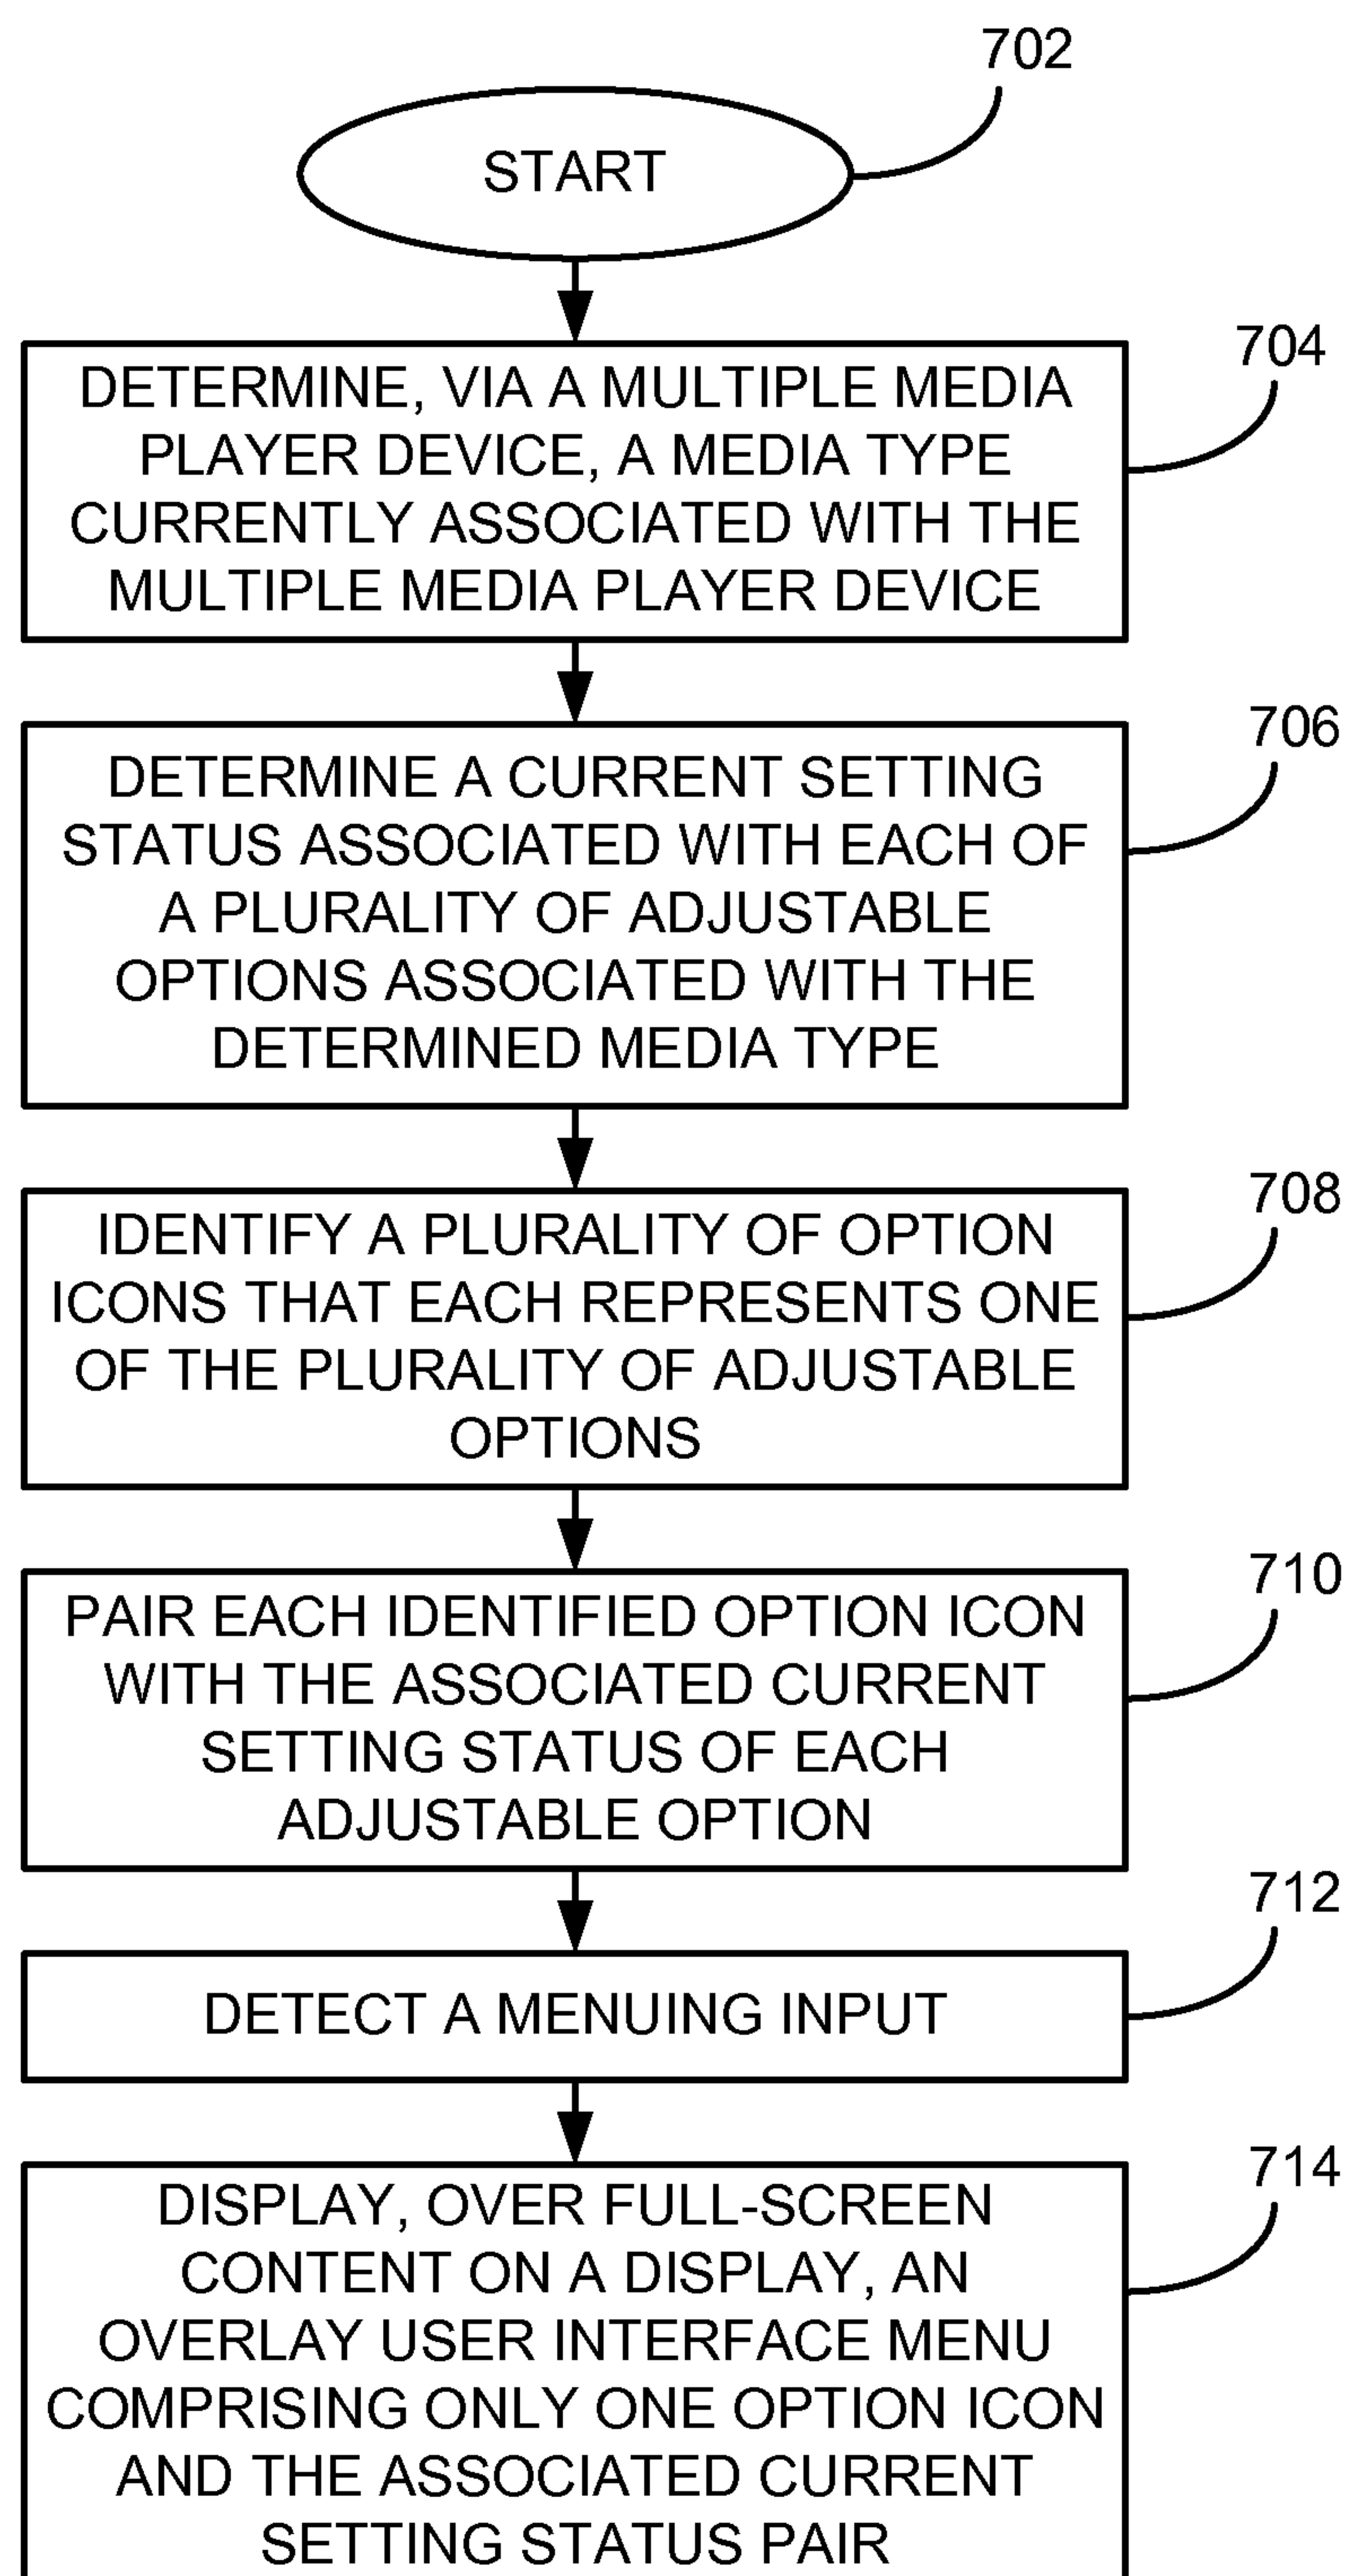 702
START
704
DETERMINE, VIA A MULTIPLE MEDIA
PLAYER DEVICE, A MEDIA TYPE
CURRENTLY ASSOCIATED WITH THE
MULTIPLE MEDIA PLAYER DEVICE
706
DETERMINE A CURRENT SETTING
STATUS ASSOCIATED WITH EACH OF
A PLURALITY OF ADJUSTABLE
OPTIONS ASSOCIATED WITH THE
DETERMINED MEDIA TYPE
708
IDENTIFY A PLURALITY OF OPTION
ICONS THAT EACH REPRESENTS ONE
OF THE PLURALITY OF ADJUSTABLE
OPTIONS
710
PAIR EACH IDENTIFIED OPTION ICON
WITH THE ASSOCIATED CURRENT
SETTING STATUS OF EACH
ADJUSTABLE OPTION
712
DETECT A MENUING INPUT
714
DISPLAY, OVER FULL-SCREEN
CONTENT ON A DISPLAY, AN
OVERLAY USER INTERFACE MENU
COMPRISING ONLY ONE OPTION ICON
AND THE ASSOCIATED CURRENT
SETTING STATUS PAIR